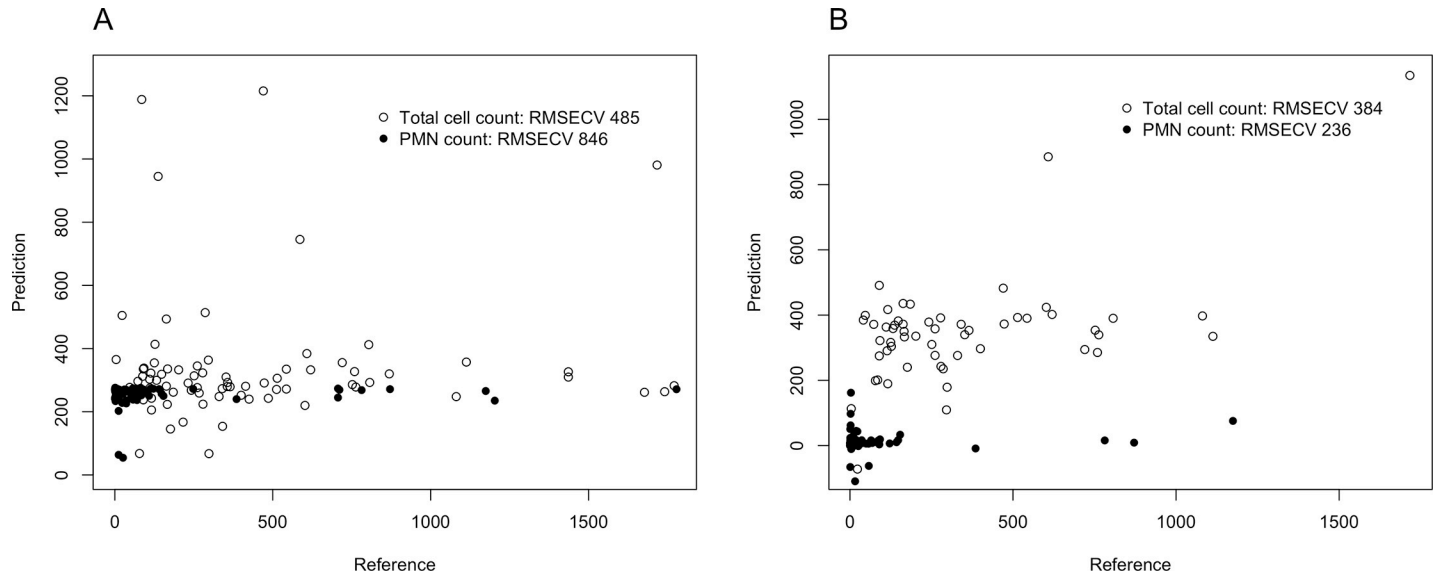 A
Prediction
1200
1000
800
600
400
200
0
Total cell count: RMSECV 485
PMN count: RMSECV 846
0 500 1000 1500
Reference
B
Prediction
1000
800
600
400
200
0
Total cell count: RMSECV 384
PMN count: RMSECV 236
0 500 1000 1500
Reference